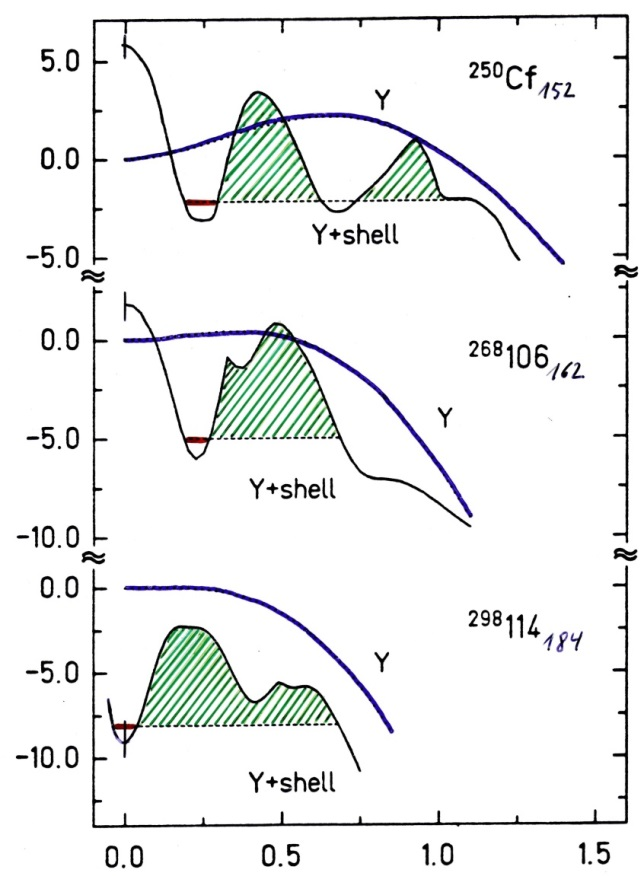 5.0
0.0
−5.0
²⁵⁰Cf₁₅₂
Y
Y+shell
≈
≈
0.0
−5.0
−10.0
²⁶⁸106₁₆₂
Y
Y+shell
≈
≈
0.0
−5.0
−10.0
²⁹⁸114₁₈₄
Y
Y+shell
0.0 0.5 1.0 1.5